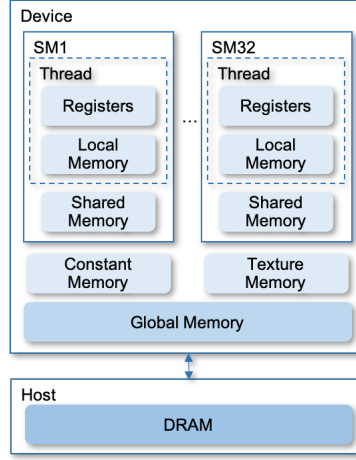 Device
SM1
Thread
Registers
Local
Memory
Shared
Memory
...
SM32
Thread
Registers
Local
Memory
Shared
Memory
Constant
Memory
Texture
Memory
Global Memory
Host
DRAM